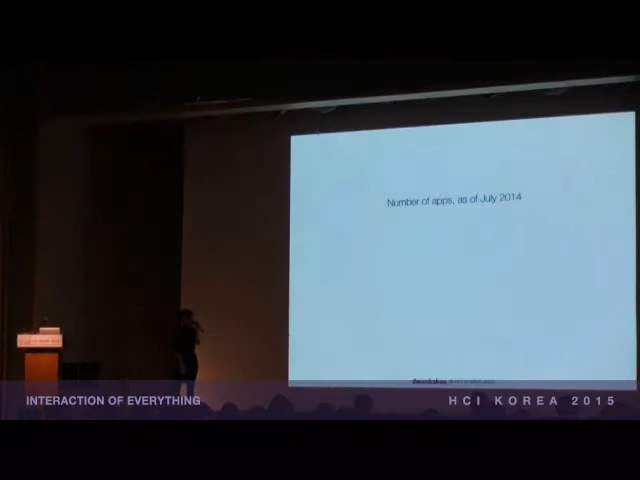 Number of apps, as of July 2014
INTERACTION OF EVERYTHING
HCI KOREA 2015